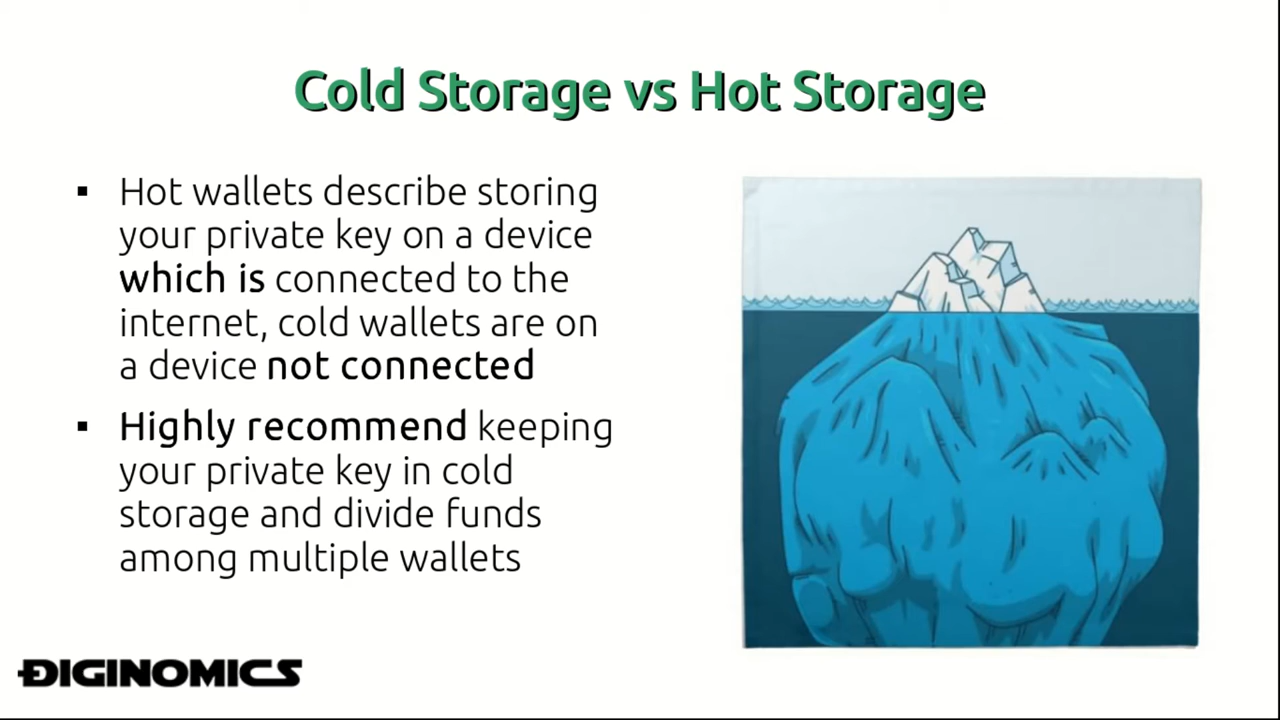 Cold Storage vs Hot Storage
▪ Hot wallets describe storing
your private key on a device
which is connected to the
internet, cold wallets are on
a device not connected
▪ Highly recommend keeping
your private key in cold
storage and divide funds
among multiple wallets
DIGINOMICS